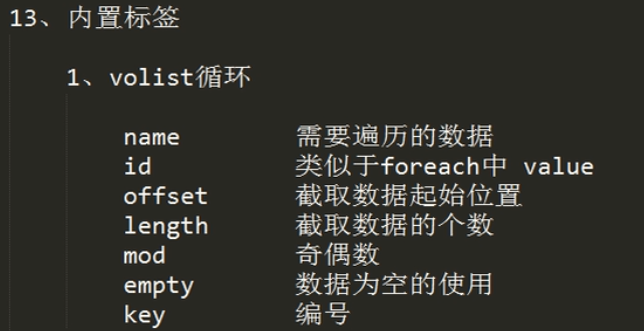 13、内置标签
1、volist循环
name 需要遍历的数据
id 类似于foreach中 value
offset 截取数据起始位置
length 截取数据的个数
mod 奇偶数
empty 数据为空的使用
key 编号